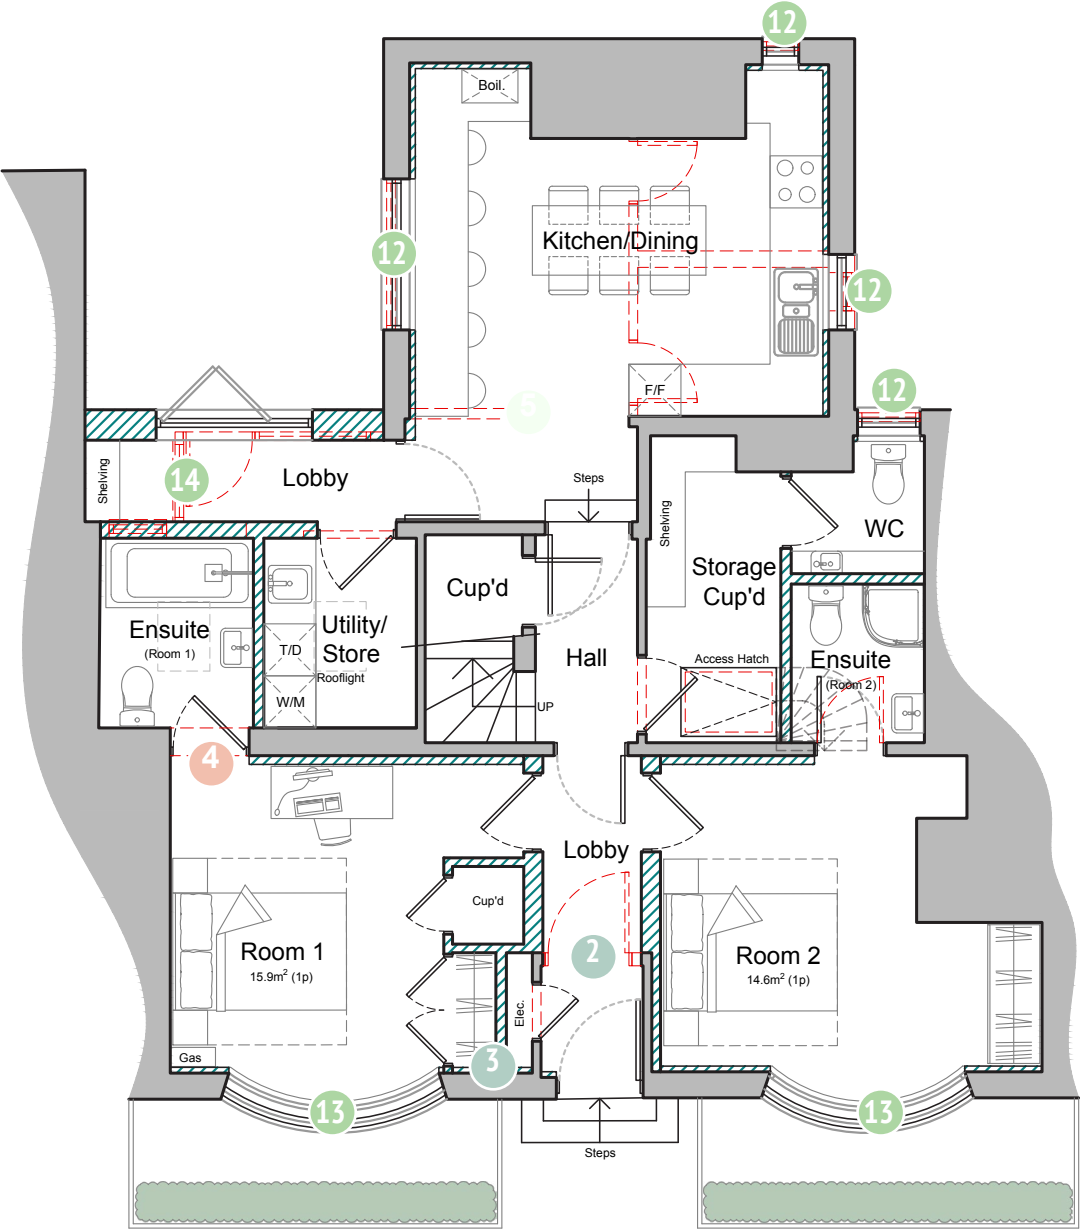 12
Boil.
Kitchen/Dining
12
12
F/F
12
5
Shelving
14
Lobby
Steps
Shelving
WC
Storage
Cup'd
Cup'd
Ensuite
(Room 1)
Utility/
Store
T/D
Rooflight
W/M
Hall
Access Hatch
Ensuite
(Room 2)
UP
4
Lobby
Cup'd
Room 1
15.9m² (1p)
2
Room 2
14.6m² (1p)
Elec.
Gas
3
13
13
Steps